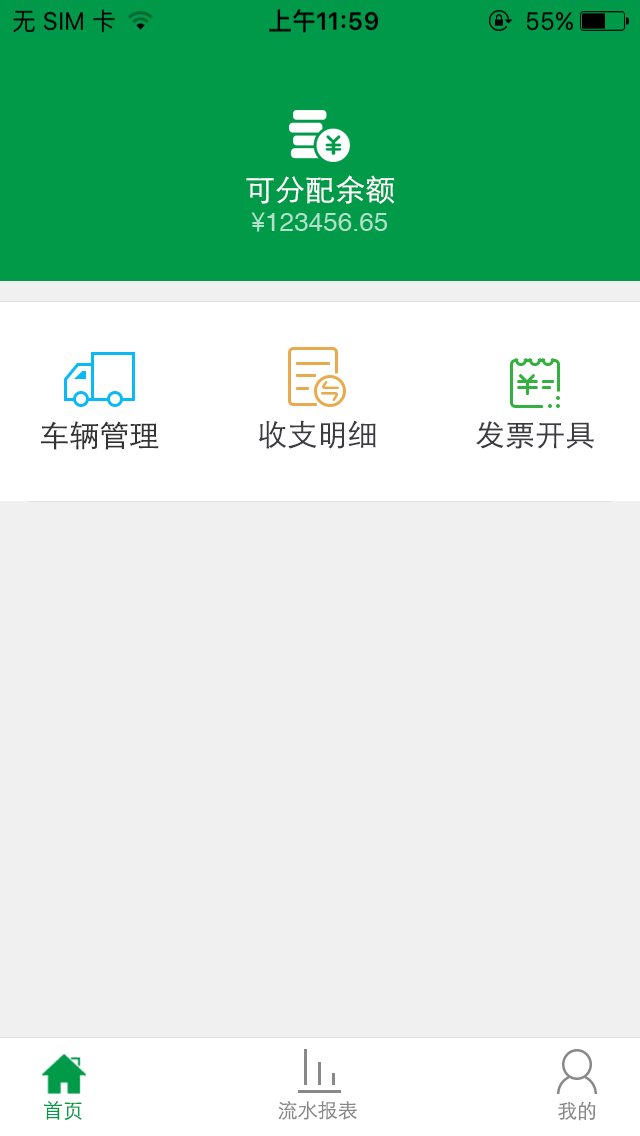 无 SIM 卡 上午11:59 55%
可分配余额
¥123456.65
车辆管理 收支明细 发票开具
首页 流水报表 我的